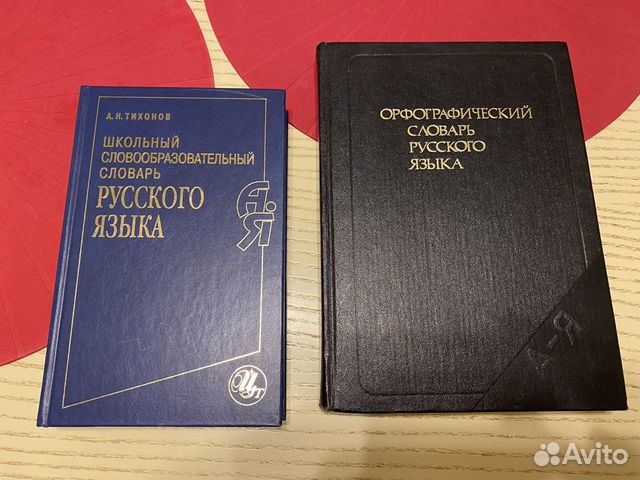 А.Н. ТИХОНОВ
ШКОЛЬНЫЙ
СЛОВООБРАЗОВАТЕЛЬНЫЙ
СЛОВАРЬ
РУССКОГО
ЯЗЫКА
А-Я
ОРФОГРАФИЧЕСКИЙ
СЛОВАРЬ
РУССКОГО
ЯЗЫКА
А-Я
Avito